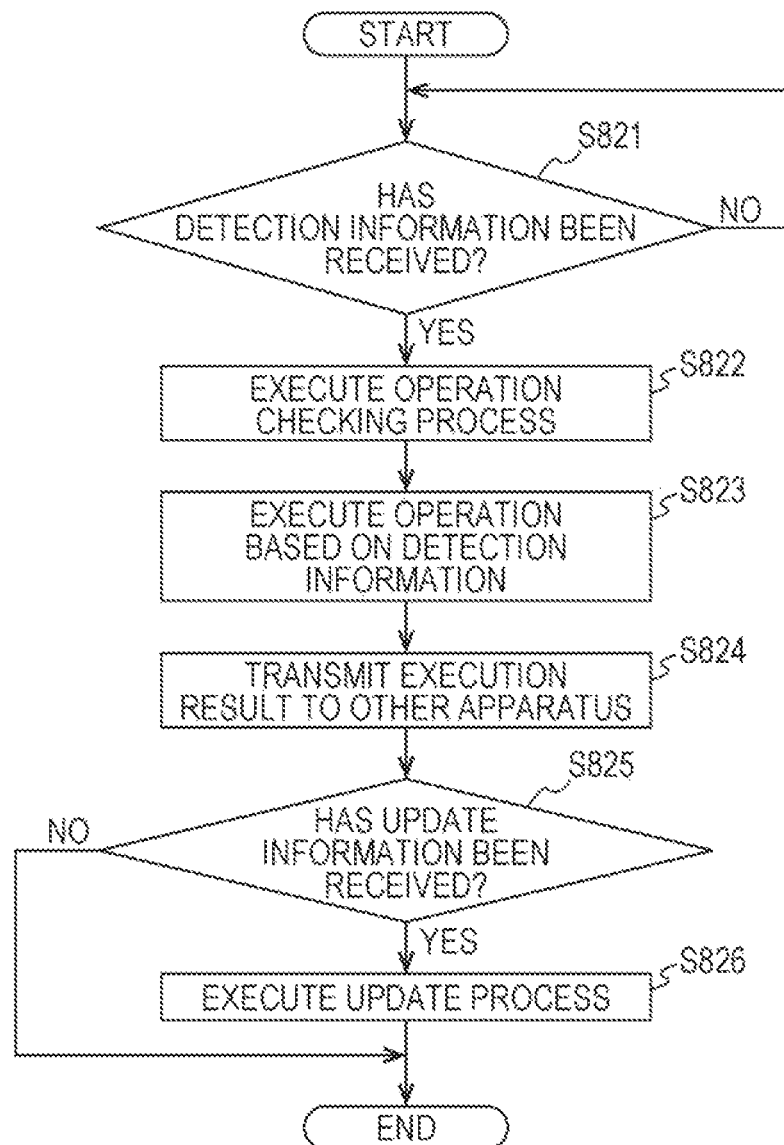 START
S821
HAS
DETECTION INFORMATION BEEN
RECEIVED?
NO
YES
S822
EXECUTE OPERATION
CHECKING PROCESS
S823
EXECUTE OPERATION
BASED ON DETECTION
INFORMATION
S824
TRANSMIT EXECUTION
RESULT TO OTHER APPARATUS
S825
NO
HAS UPDATE
INFORMATION BEEN
RECEIVED?
YES
S826
EXECUTE UPDATE PROCESS
END